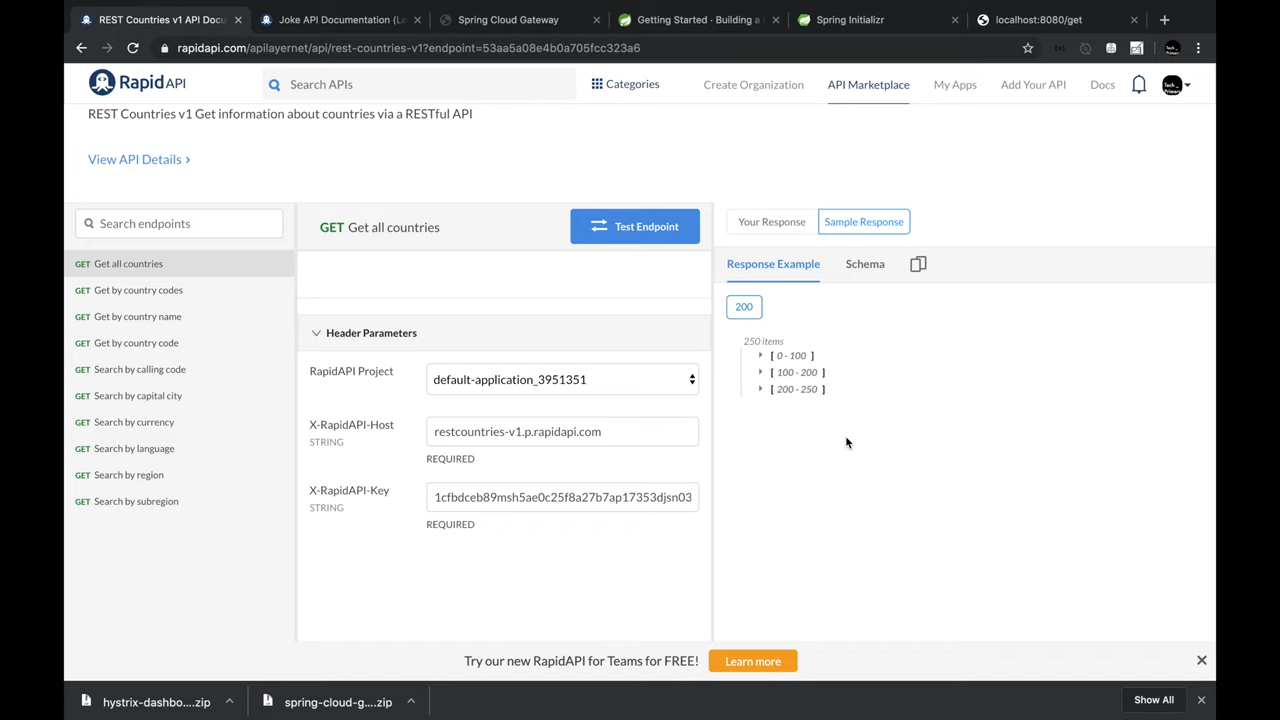 REST Countries v1 API Docu
Joke API Documentation (Le
Spring Cloud Gateway
Getting Started · Building a
Spring Initializr
localhost:8080/get
rapidapi.com/apilayernet/api/rest-countries-v1?endpoint=53aa5a08e4b0a705fcc323a6
Rapid API
Search APIs
Categories
Create Organization
API Marketplace
My Apps
Add Your API
Docs
REST Countries v1 Get information about countries via a RESTful API
View API Details >
Search endpoints
GET Get all countries
GET Get by country codes
GET Get by country name
GET Get by country code
GET Search by calling code
GET Search by capital city
GET Search by currency
GET Search by language
GET Search by region
GET Search by subregion
GET Get all countries
Test Endpoint
Header Parameters
RapidAPI Project
default-application_3951351
X-RapidAPI-Host
STRING
restcountries-v1.p.rapidapi.com
REQUIRED
X-RapidAPI-Key
STRING
1cfbdceb89msh5ae0c25f8a27b7ap17353djsn03
REQUIRED
Your Response
Sample Response
Response Example
Schema
200
250 items
[ 0 - 100 ]
[ 100 - 200 ]
[ 200 - 250 ]
Try our new RapidAPI for Teams for FREE!
Learn more
hystrix-dashbo....zip
spring-cloud-g....zip
Show All